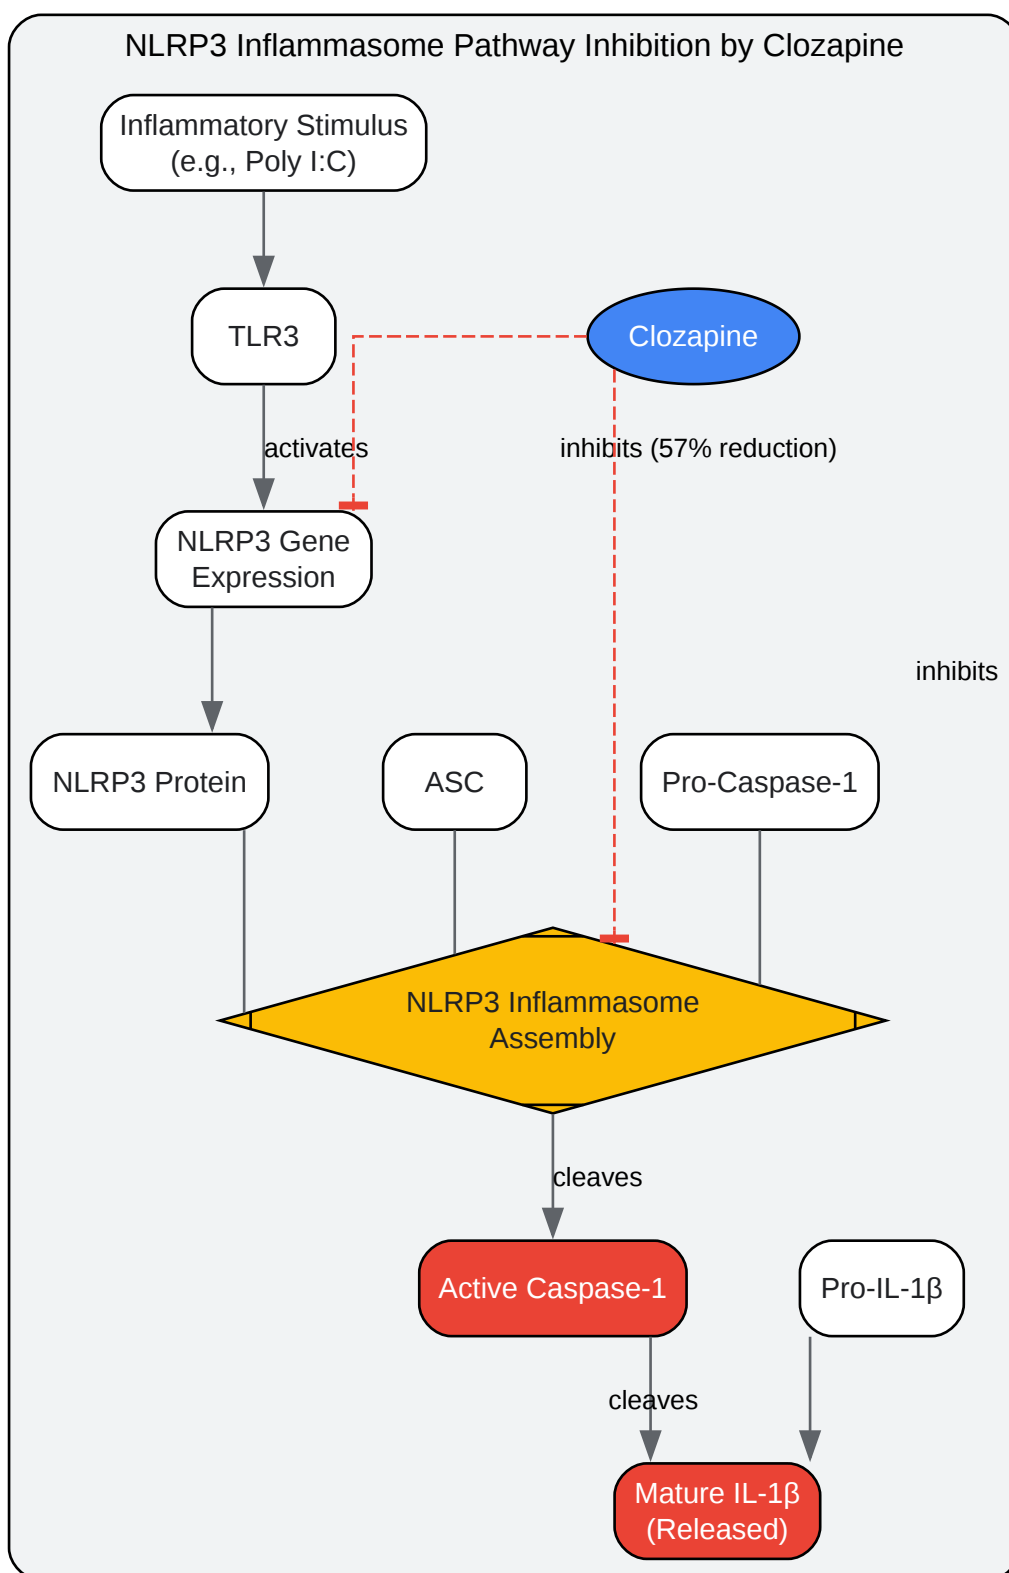 NLRP3 Inflammasome Pathway Inhibition by Clozapine
Inflammatory Stimulus
(e.g., Poly I:C)
TLR3
Clozapine
activates
inhibits (57% reduction)
NLRP3 Gene
Expression
inhibits
NLRP3 Protein
ASC
Pro-Caspase-1
NLRP3 Inflammasome
Assembly
cleaves
Active Caspase-1
Pro-IL-1β
cleaves
Mature IL-1β
(Released)